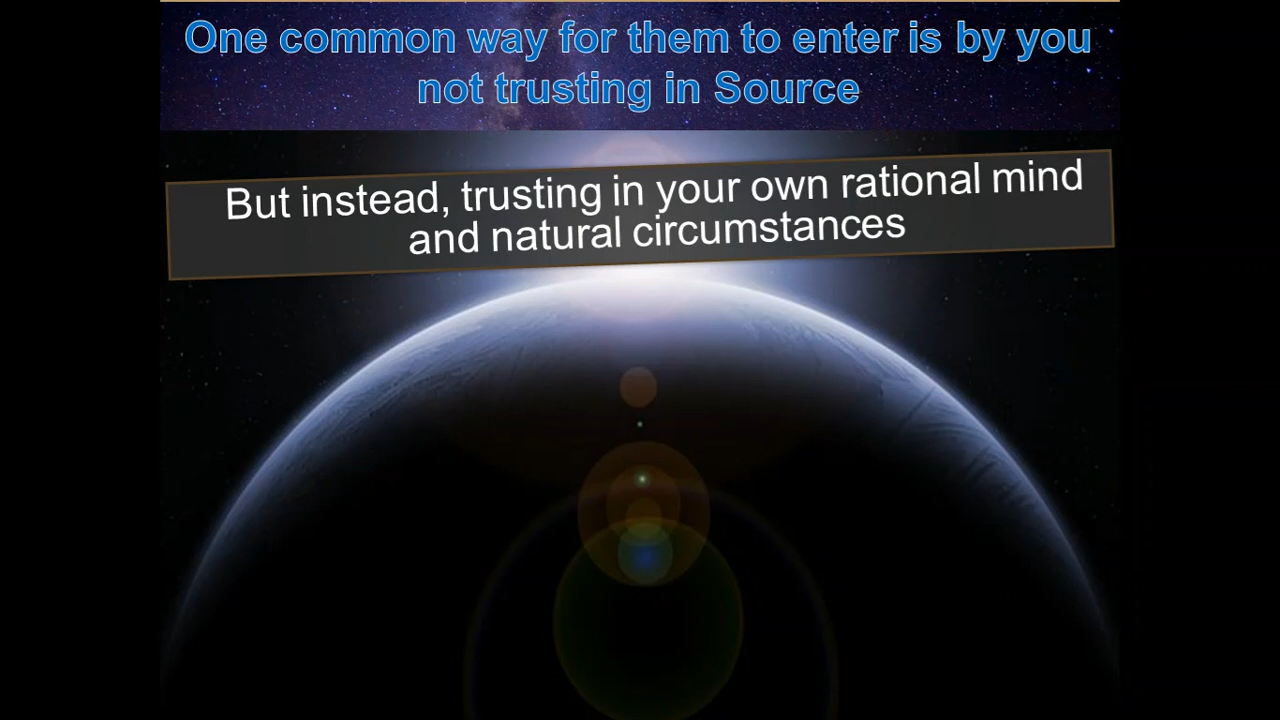 One common way for them to enter is by you
not trusting in Source
But instead, trusting in your own rational mind
and natural circumstances